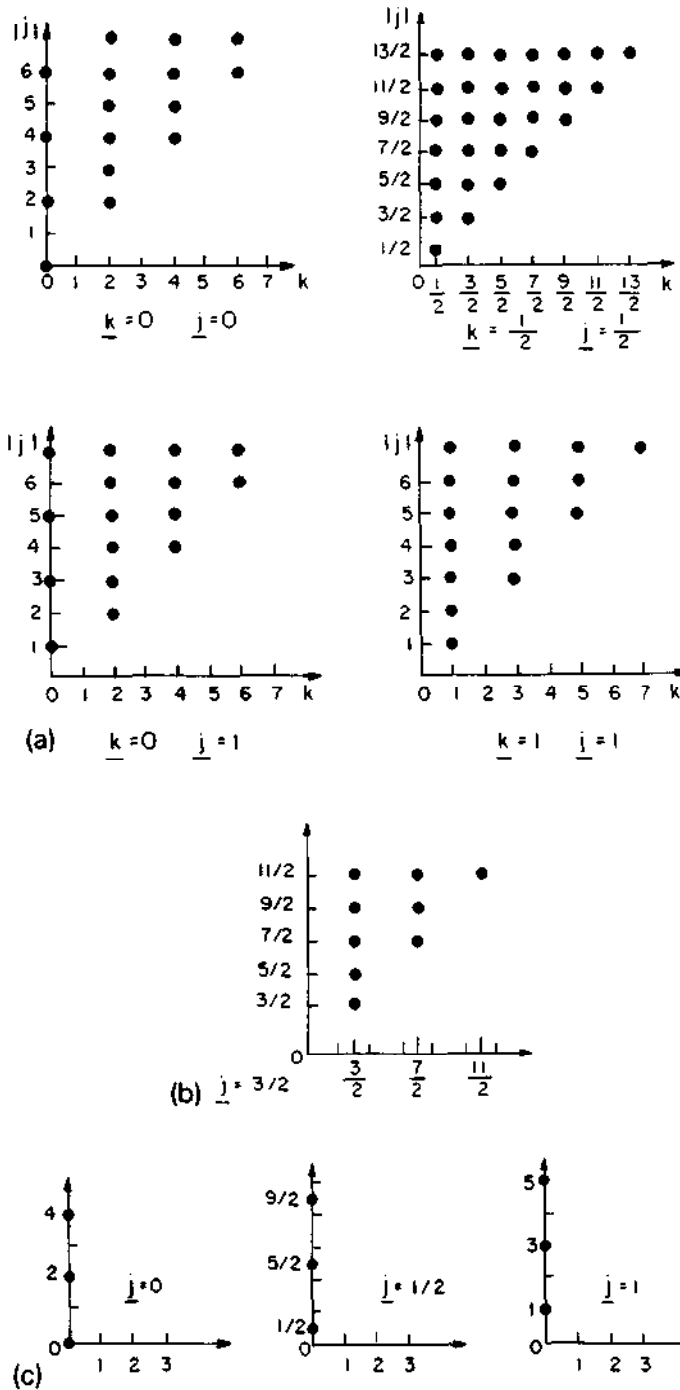 |j| |j|
6
5
4
3
2
1
0 1 2 3 4 5 6 7 k
k=0 j=0
13/2
11/2
9/2
7/2
5/2
3/2
1/2
0 1/2 3/2 5/2 7/2 9/2 11/2 13/2 k
k=1/2 j=1/2
|j| |j|
6
5
4
3
2
1
0 1 2 3 4 5 6 7 k
(a) k=0 j=1
6
5
4
3
2
1
0 1 2 3 4 5 6 7 k
k=1 j=1
11/2
9/2
7/2
5/2
3/2
0 3/2 7/2 11/2
(b) j=3/2
4
2
0 1 2 3
j=0
9/2
5/2
1/2
0 1 2 3
j=1/2
5
3
1
0 1 2 3
j=1
(c)